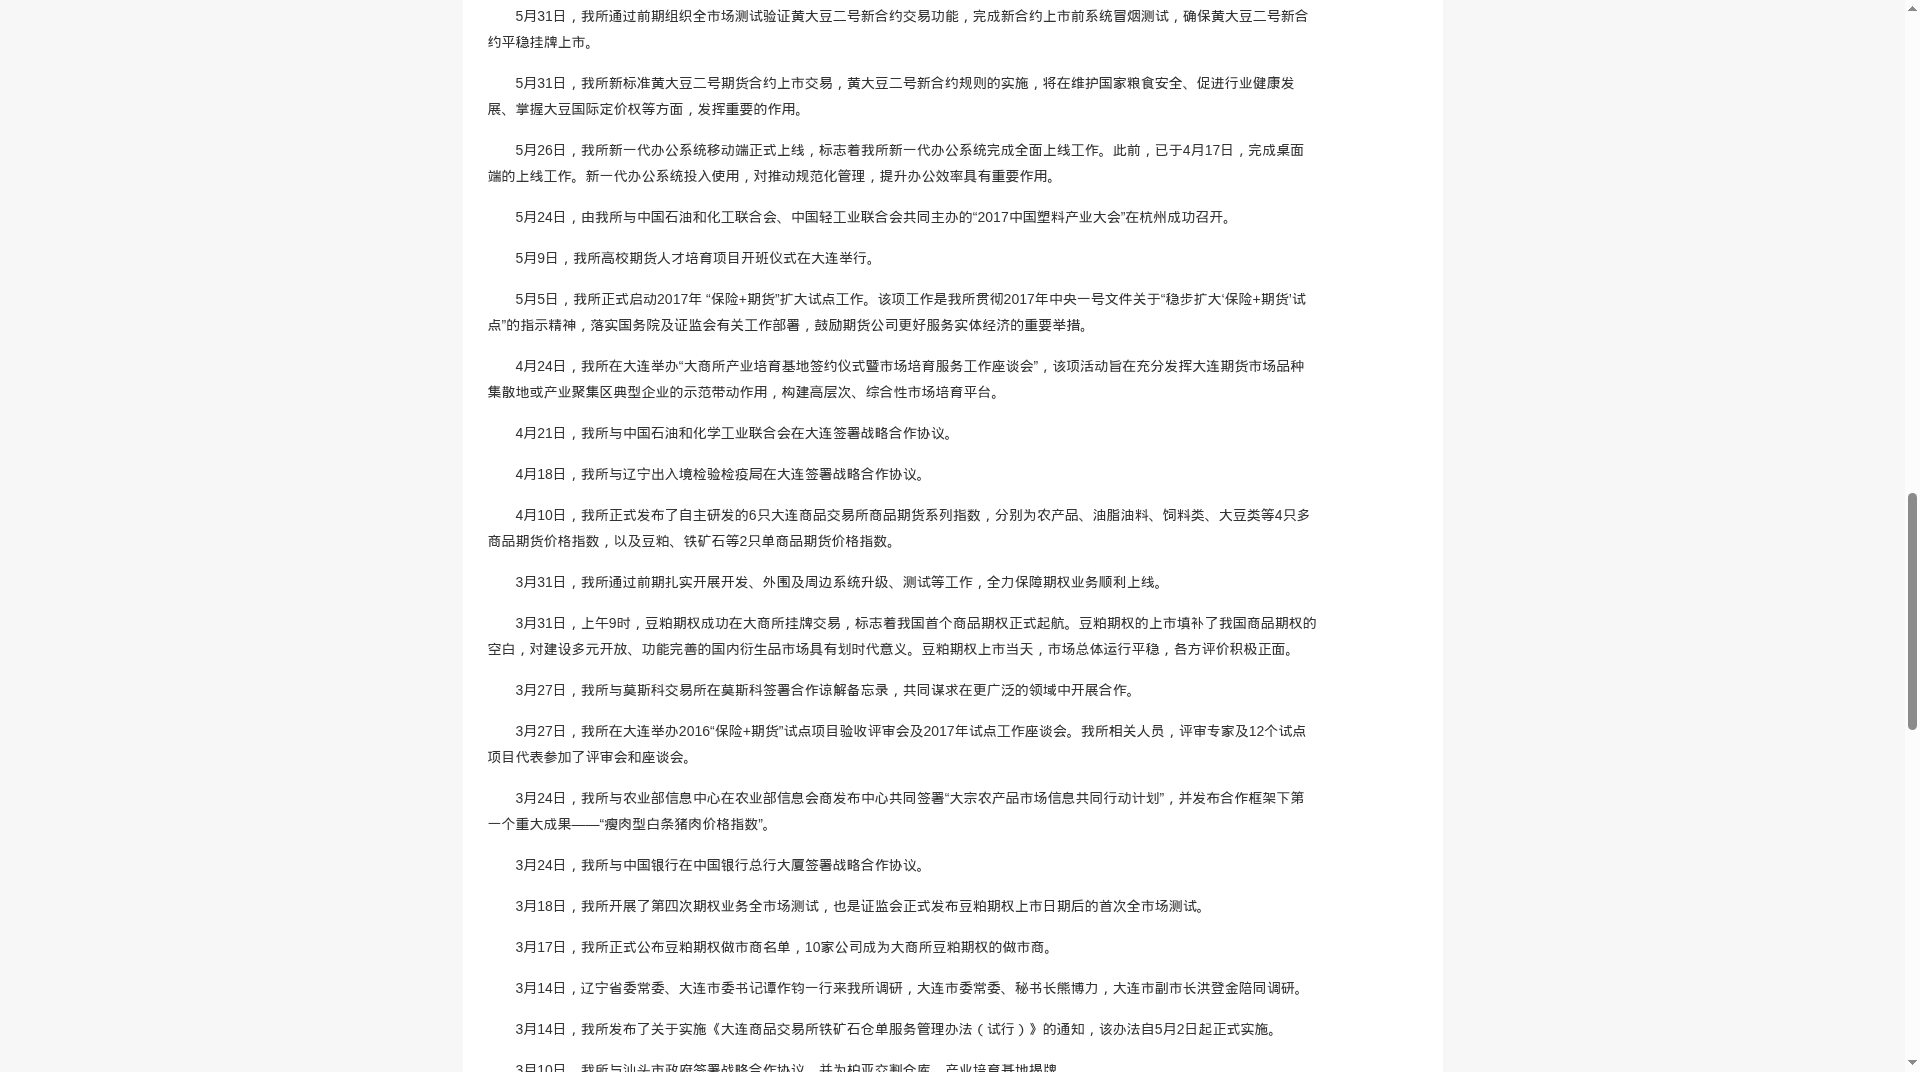 5月31日，我所通过前期组织全市场测试验证黄大豆二号新合约交易功能，完成新合约上市前系统冒烟测试，确保黄大豆二号新合
约平稳挂牌上市。
5月31日，我所新标准黄大豆二号期货合约上市交易，黄大豆二号新合约规则的实施，将在维护国家粮食安全、促进行业健康发
展、掌握大豆国际定价权等方面，发挥重要的作用。
5月26日，我所新一代办公系统移动端正式上线，标志着我所新一代办公系统完成全面上线工作。此前，已于4月17日，完成桌面
端的上线工作。新一代办公系统投入使用，对推动规范化管理，提升办公效率具有重要作用。
5月24日，由我所与中国石油和化工联合会、中国轻工业联合会共同主办的“2017中国塑料产业大会”在杭州成功召开。
5月9日，我所高校期货人才培育项目开班仪式在大连举行。
5月5日，我所正式启动2017年 “保险+期货”扩大试点工作。该项工作是我所贯彻2017年中央一号文件关于“稳步扩大‘保险+期货’试
点”的指示精神，落实国务院及证监会有关工作部署，鼓励期货公司更好服务实体经济的重要举措。
4月24日，我所在大连举办“大商所产业培育基地签约仪式暨市场培育服务工作座谈会”，该项活动旨在充分发挥大连期货市场品种
集散地或产业聚集区典型企业的示范带动作用，构建高层次、综合性市场培育平台。
4月21日，我所与中国石油和化学工业联合会在大连签署战略合作协议。
4月18日，我所与辽宁出入境检验检疫局在大连签署战略合作协议。
4月10日，我所正式发布了自主研发的6只大连商品交易所商品期货系列指数，分别为农产品、油脂油料、饲料类、大豆类等4只多
商品期货价格指数，以及豆粕、铁矿石等2只单商品期货价格指数。
3月31日，我所通过前期扎实开展开发、外围及周边系统升级、测试等工作，全力保障期权业务顺利上线。
3月31日，上午9时，豆粕期权成功在大商所挂牌交易，标志着我国首个商品期权正式起航。豆粕期权的上市填补了我国商品期权的
空白，对建设多元开放、功能完善的国内衍生品市场具有划时代意义。豆粕期权上市当天，市场总体运行平稳，各方评价积极正面。
3月27日，我所与莫斯科交易所在莫斯科签署合作谅解备忘录，共同谋求在更广泛的领域中开展合作。
3月27日，我所在大连举办2016“保险+期货”试点项目验收评审会及2017年试点工作座谈会。我所相关人员，评审专家及12个试点
项目代表参加了评审会和座谈会。
3月24日，我所与农业部信息中心在农业部信息会商发布中心共同签署“大宗农产品市场信息共同行动计划”，并发布合作框架下第
一个重大成果——“瘦肉型白条猪肉价格指数”。
3月24日，我所与中国银行在中国银行总行大厦签署战略合作协议。
3月18日，我所开展了第四次期权业务全市场测试，也是证监会正式发布豆粕期权上市日期后的首次全市场测试。
3月17日，我所正式公布豆粕期权做市商名单，10家公司成为大商所豆粕期权的做市商。
3月14日，辽宁省委常委、大连市委书记谭作钧一行来我所调研，大连市委常委、秘书长熊博力，大连市副市长洪登金陪同调研。
3月14日，我所发布了关于实施《大连商品交易所铁矿石仓单服务管理办法（试行）》的通知，该办法自5月2日起正式实施。
3月10日，我所与汕头市政府签署战略合作协议，并为柏亚交割仓库、产业培育基地揭牌